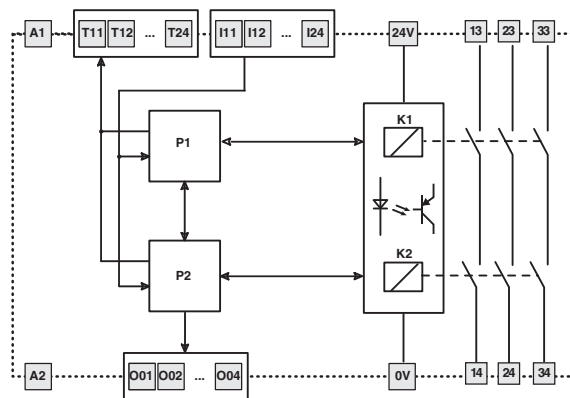 A1 T11 T12 ... T24 I11 I12 ... I24 24V 13 23 33
P1
K1
P2
K2
A2 O01 O02 ... O04 0V 14 24 34